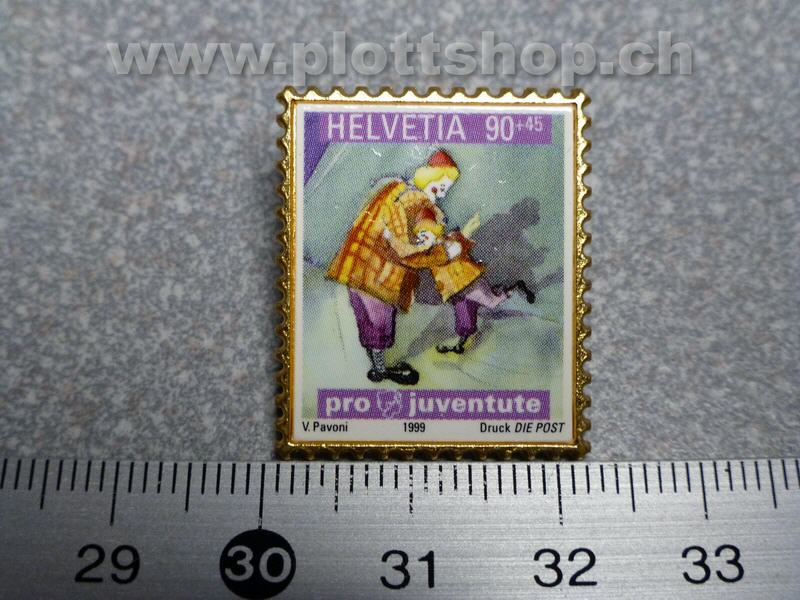 www.plottshop.ch
HELVETIA 90+45
pro juventute
V. Pavoni 1999 Druck DIE POST
29 30 31 32 33